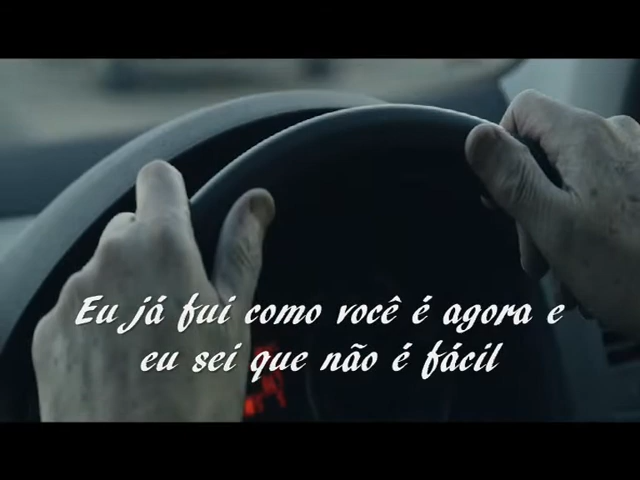 Eu já fui como você é agora e
eu sei que não é fácil